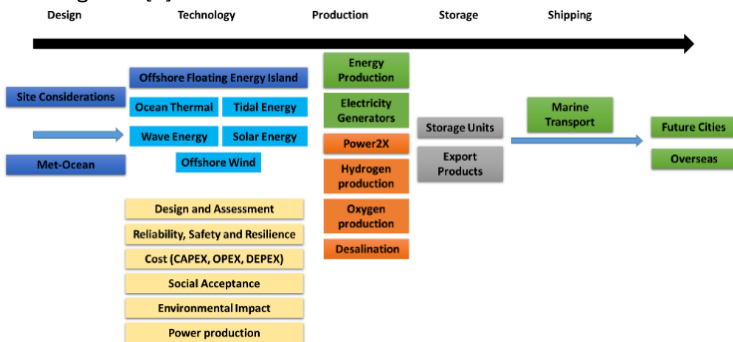 Design
Technology
Production
Storage
Shipping
Site Considerations
Met-Ocean
Offshore Floating Energy Island
Ocean Thermal
Tidal Energy
Wave Energy
Solar Energy
Offshore Wind
Design and Assessment
Reliability, Safety and Resilience
Cost (CAPEX, OPEX, DEPEX)
Social Acceptance
Environmental Impact
Power production
Energy
Production
Electricity
Generators
Power2X
Hydrogen
production
Oxygen
production
Desalination
Storage Units
Export
Products
Marine
Transport
Future Cities
Overseas